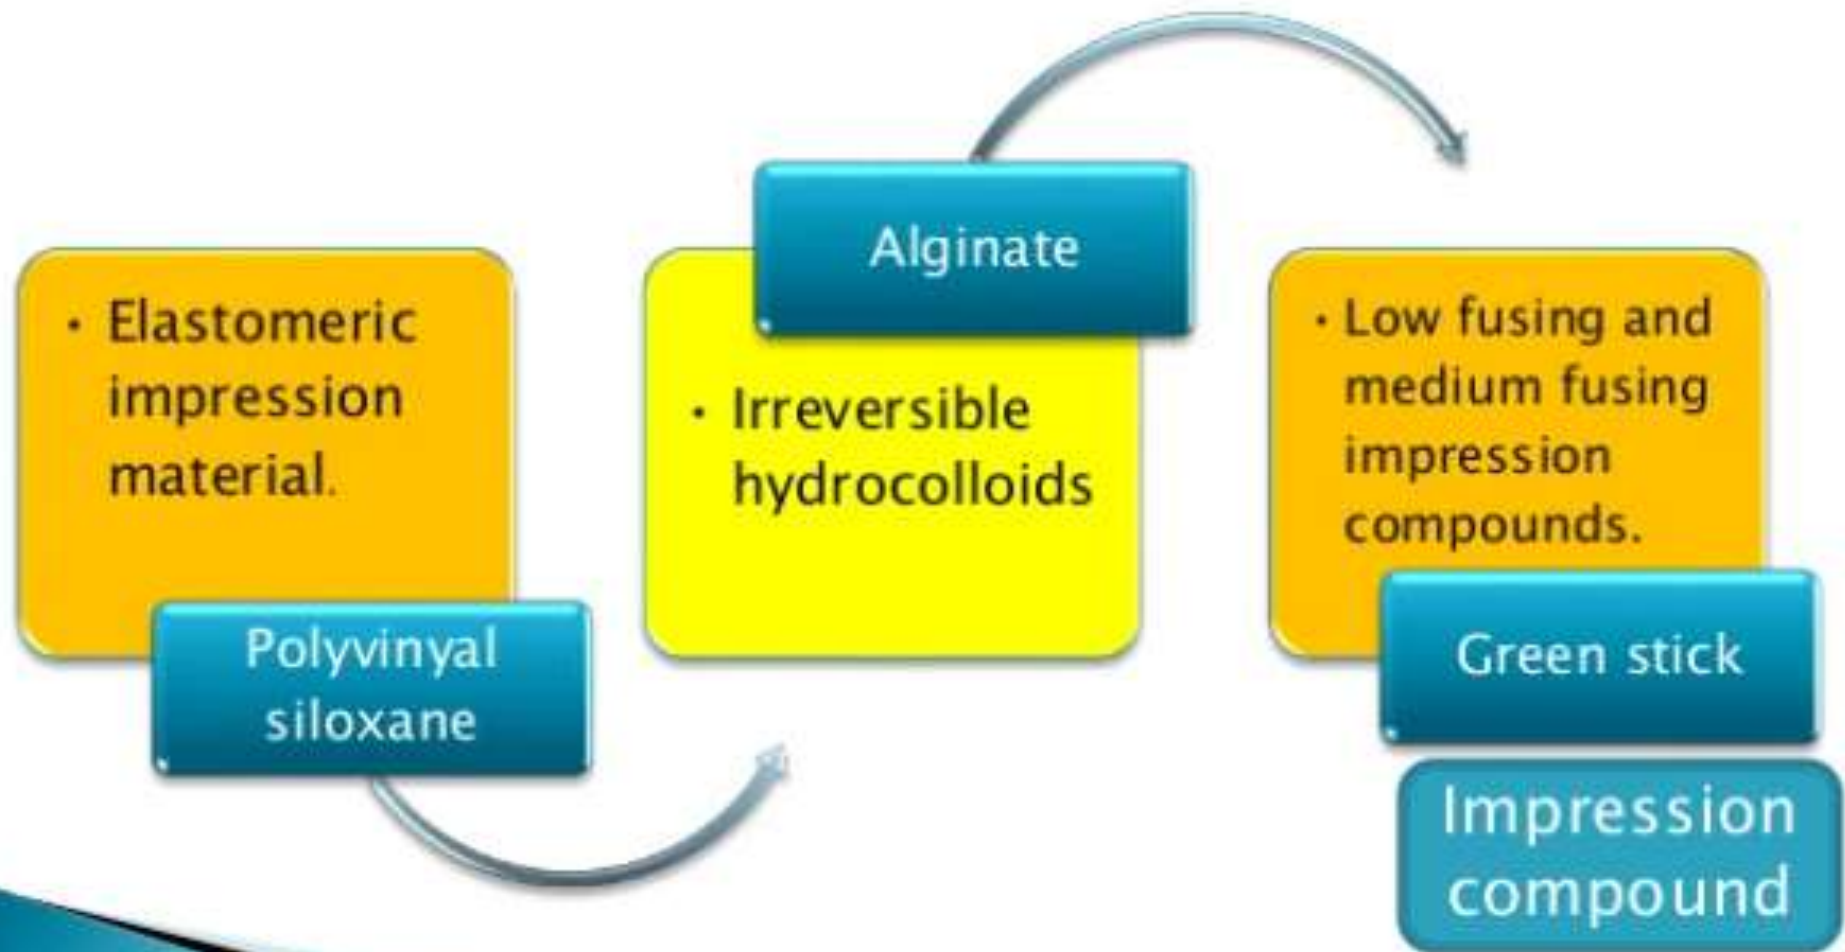 • Elastomeric
impression
material.
Polyvinyal
siloxane
Alginate
• Irreversible
hydrocolloids
• Low fusing and
medium fusing
impression
compounds.
Green stick
Impression
compound